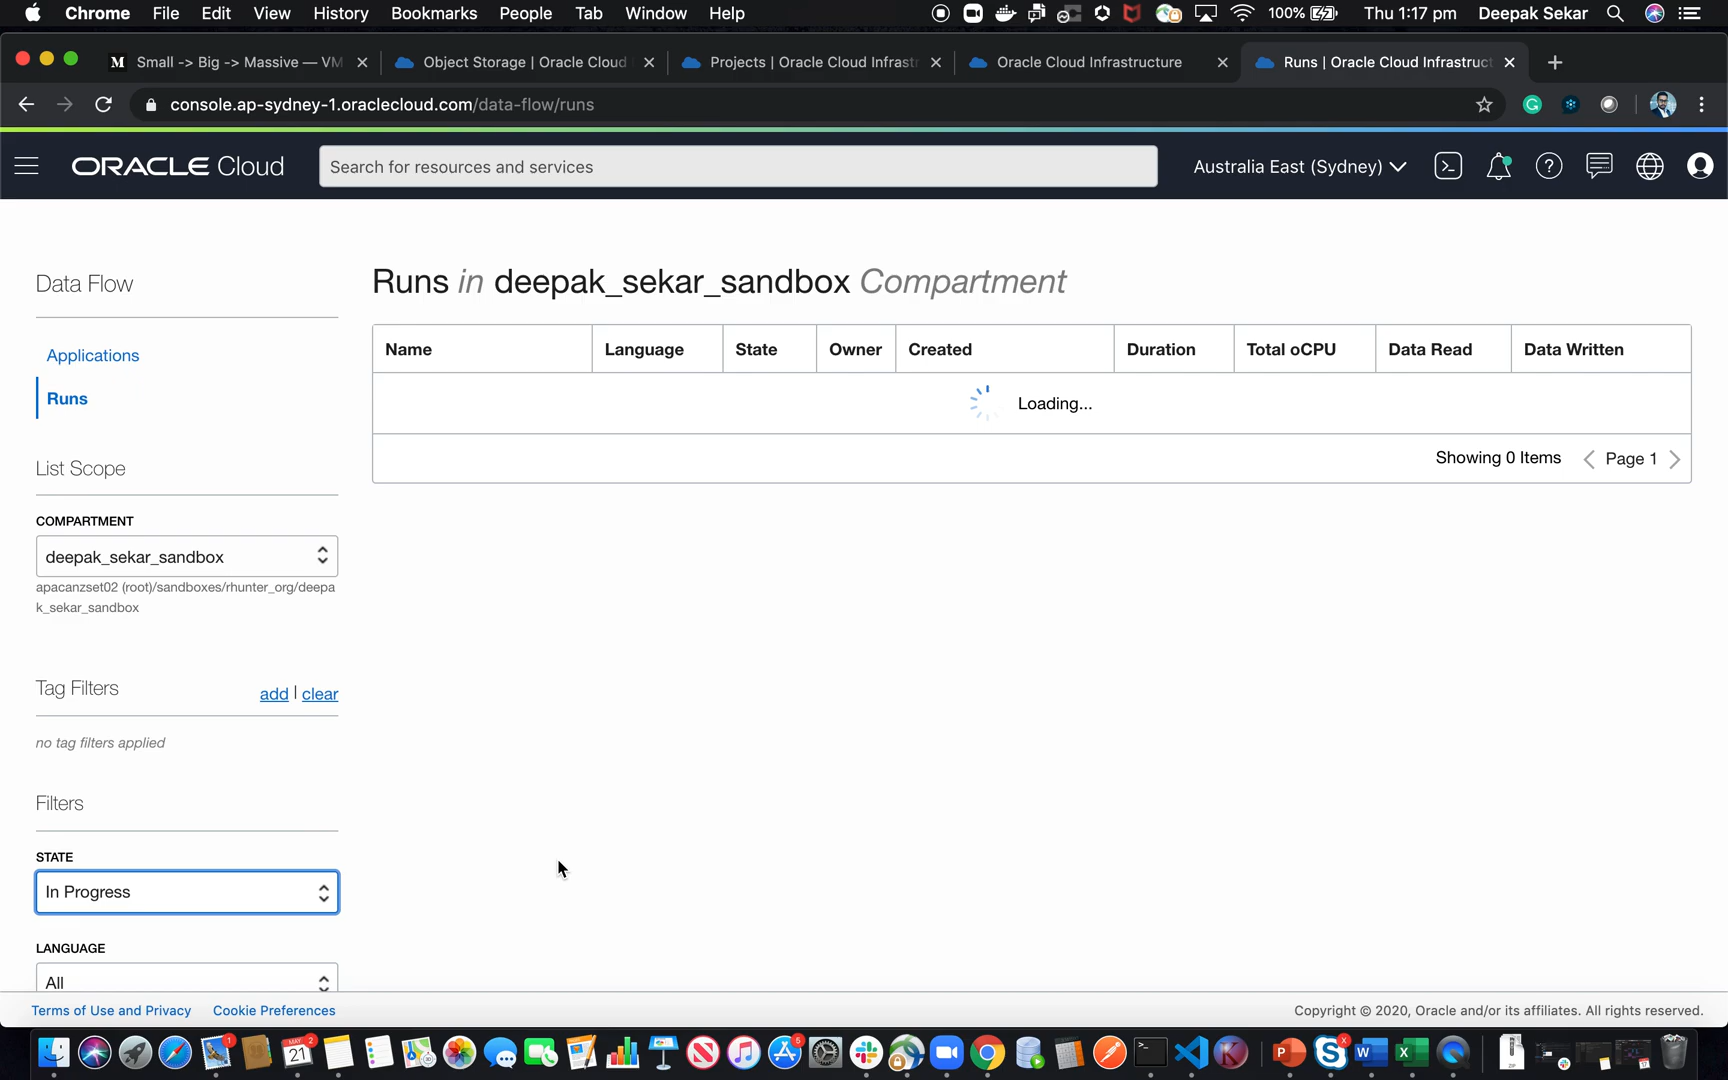 Chrome File Edit View History Bookmarks People Tab Window Help 100% Thu 1:17 pm Deepak Sekar
M Small -> Big -> Massive — VM Object Storage | Oracle Cloud Projects | Oracle Cloud Infrastr Oracle Cloud Infrastructure Runs | Oracle Cloud Infrastruct
console.ap-sydney-1.oraclecloud.com/data-flow/runs
ORACLE Cloud Search for resources and services Australia East (Sydney)
Data Flow
Applications
Runs
List Scope
COMPARTMENT
deepak_sekar_sandbox
apacanzset02 (root)/sandboxes/rhunter_org/deepa
k_sekar_sandbox
Tag Filters add | clear
no tag filters applied
Filters
STATE
In Progress
LANGUAGE
All
Runs in deepak_sekar_sandbox Compartment
Name Language State Owner Created Duration Total oCPU Data Read Data Written
Loading...
Showing 0 Items Page 1
Terms of Use and Privacy Cookie Preferences Copyright © 2020, Oracle and/or its affiliates. All rights reserved.